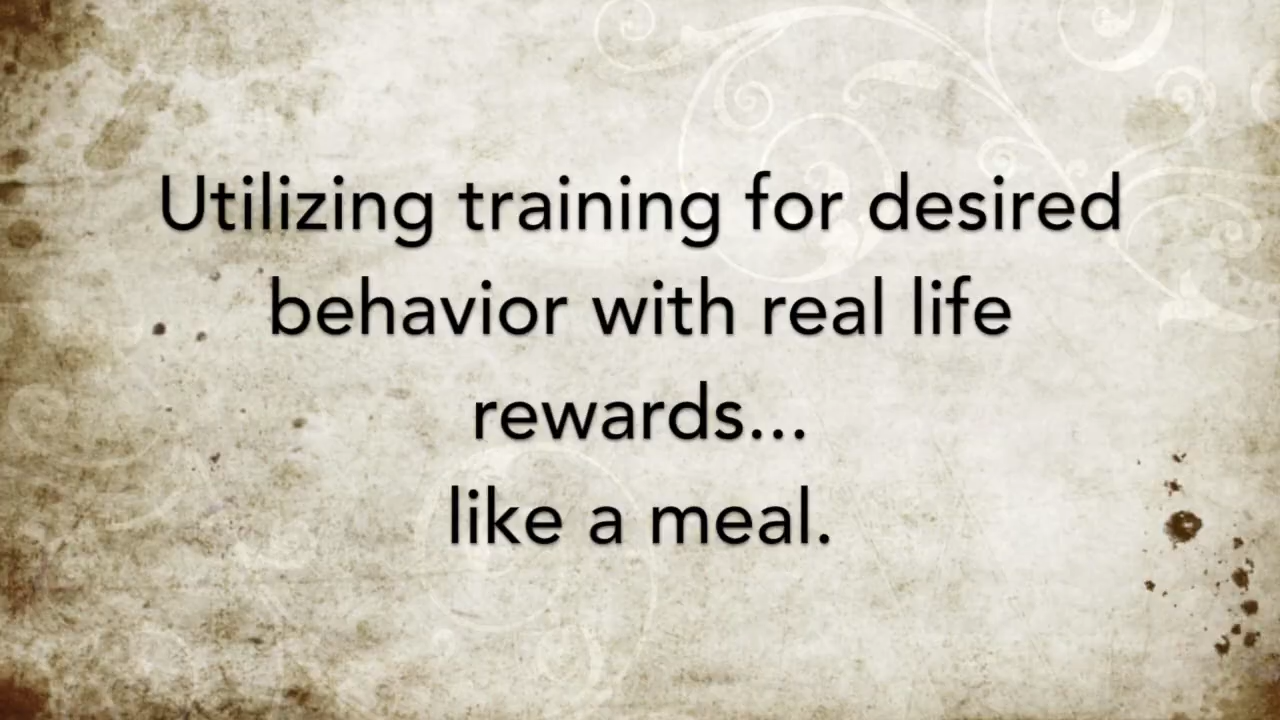 Utilizing training for desired
behavior with real life
rewards...
like a meal.